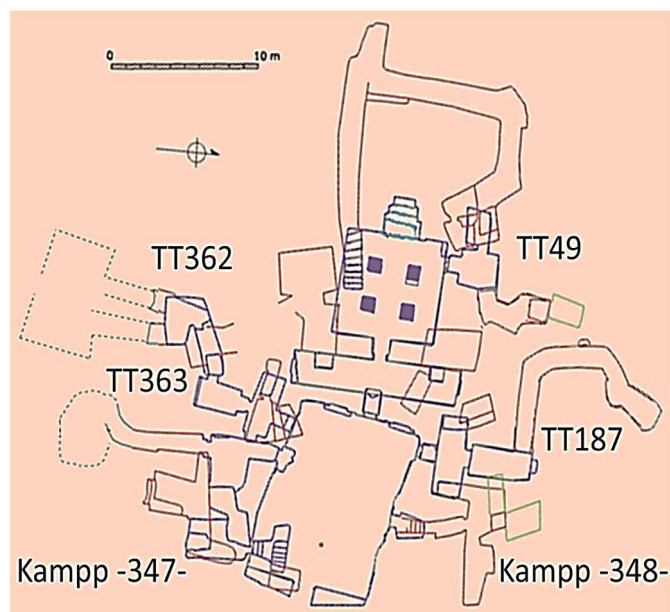 0 10 m
TT362
TT49
TT363
TT187
Kampp -347-
Kampp -348-